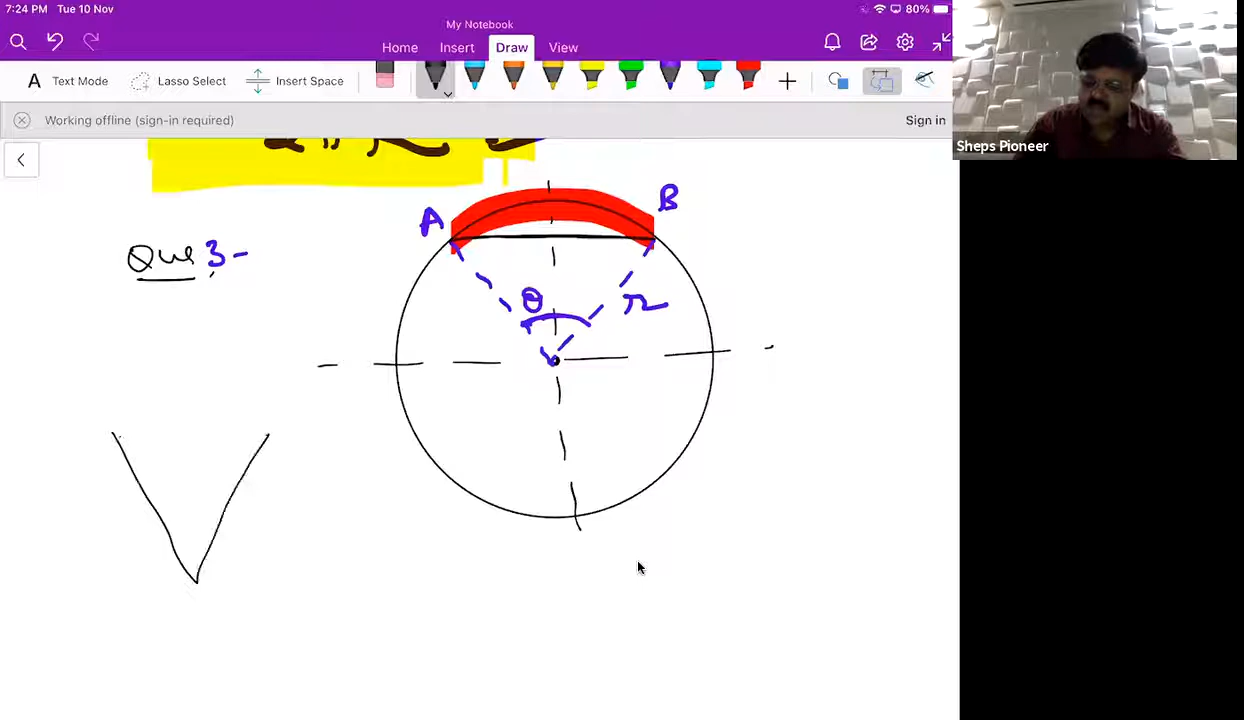 7:24 PM Tue 10 Nov
80%
My Notebook
Home Insert Draw View
A Text Mode Lasso Select Insert Space
Working offline (sign-in required) Sign in
Sheps Pioneer
A B
Que 3-
θ r